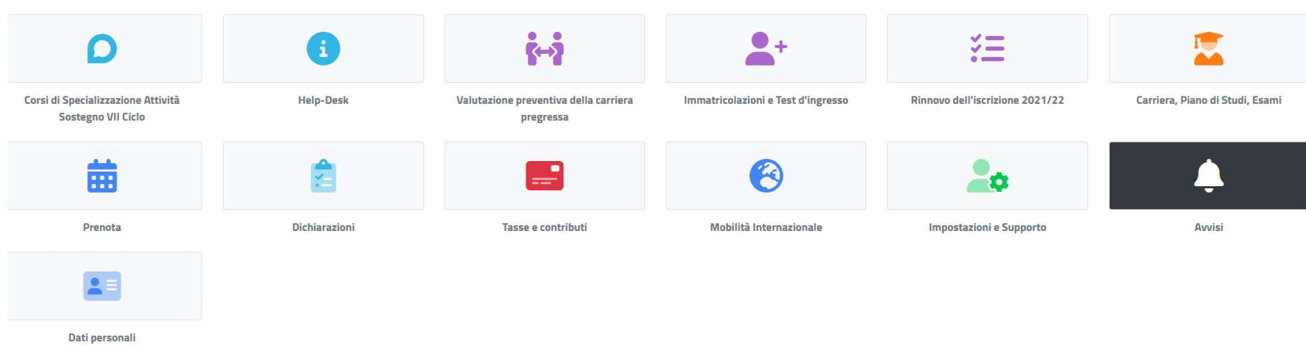 Corsi di Specializzazione Attività
Sostegno VII Ciclo
Help-Desk
Valutazione preventiva della carriera
pregressa
Immatricolazioni e Test d'ingresso
Rinnovo dell'iscrizione 2021/22
Carriera, Piano di Studi, Esami
Prenota
Dichiarazioni
Tasse e contributi
Mobilità Internazionale
Impostazioni e Supporto
Avvisi
Dati personali